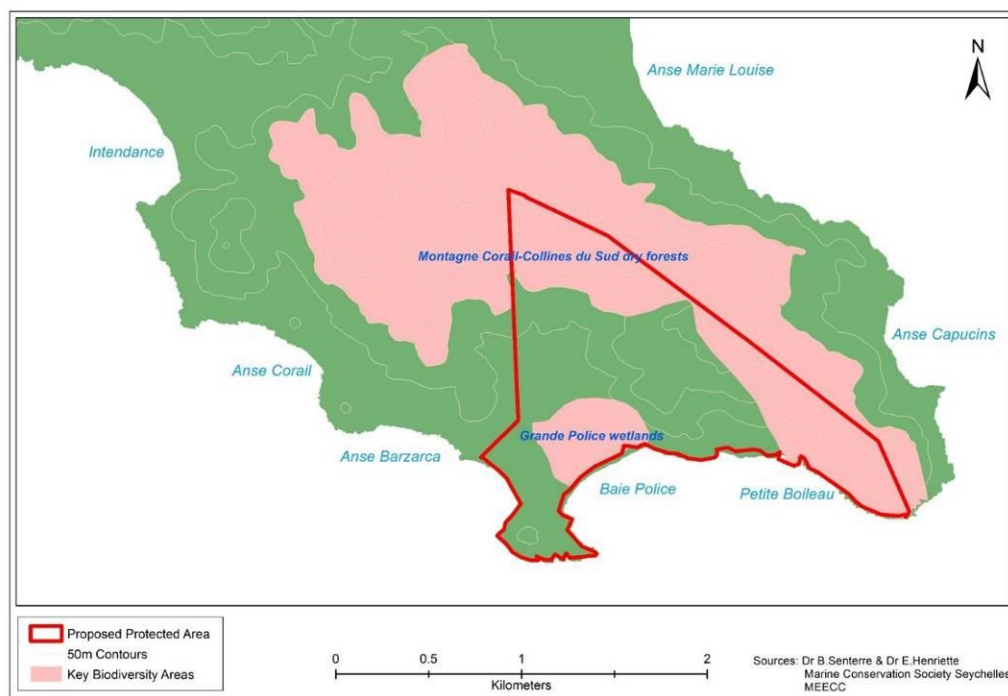 N
Anse Marie Louise
Intendance
Montagne Corail-Collines du Sud dry forests
Anse Capucins
Anse Corail
Grande Police wetlands
Anse Barzarca
Baie Police
Petite Boileau
Proposed Protected Area
50m Contours
Key Biodiversity Areas
0 0.5 1 2
Kilometers
Sources: Dr B.Senterre & Dr E.Henriette
Marine Conservation Society Seychelles
MEECC